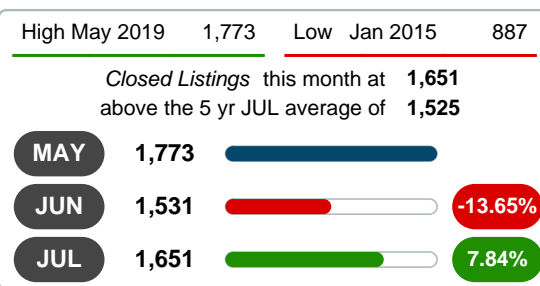 High May 2019 1,773 Low Jan 2015 887
Closed Listings this month at 1,651
above the 5 yr JUL average of 1,525
MAY 1,773
JUN 1,531 -13.65%
JUL 1,651 7.84%